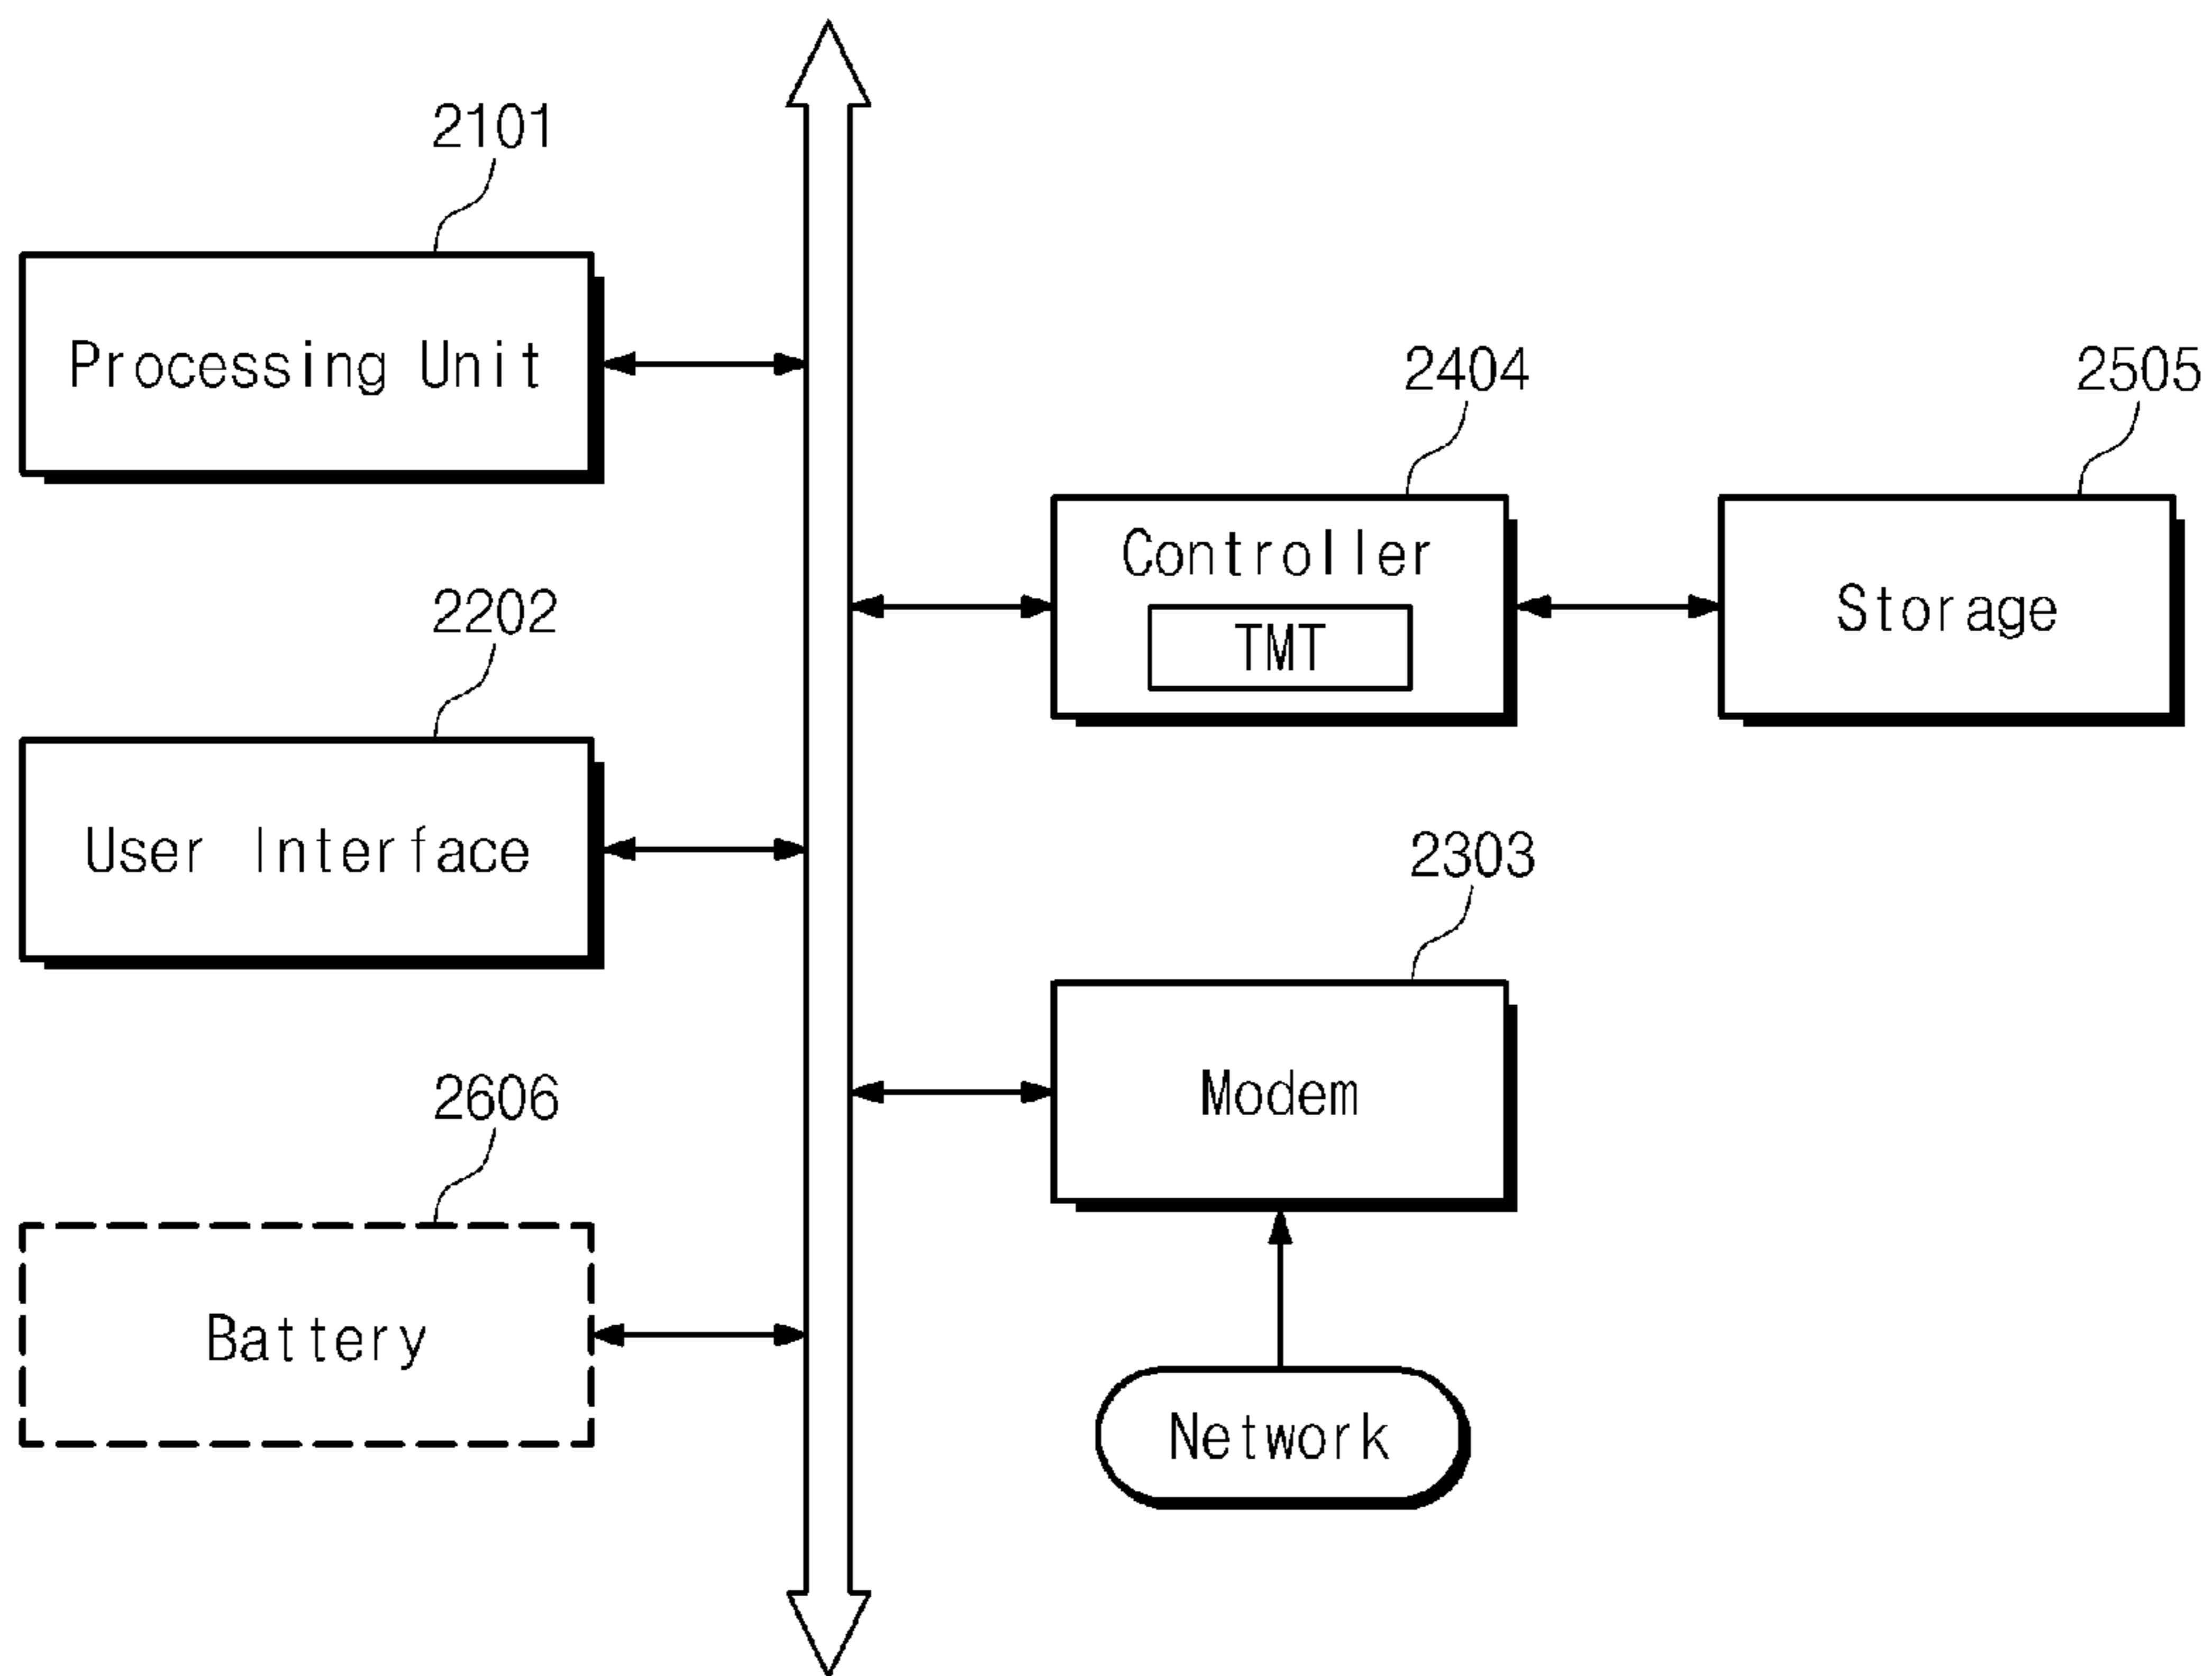 2101
Processing Unit
2404
2505
Controller
TMT
Storage
2202
User Interface
2303
Modem
2606
Battery
Network